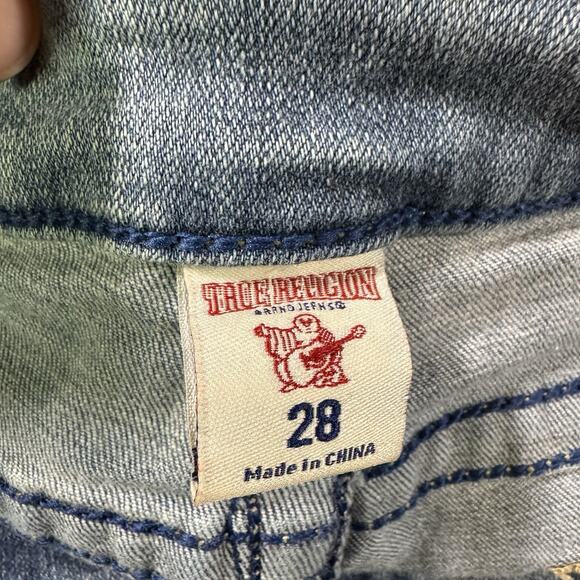 TRUE RELIGION
BRAND JEANS
28
Made in CHINA